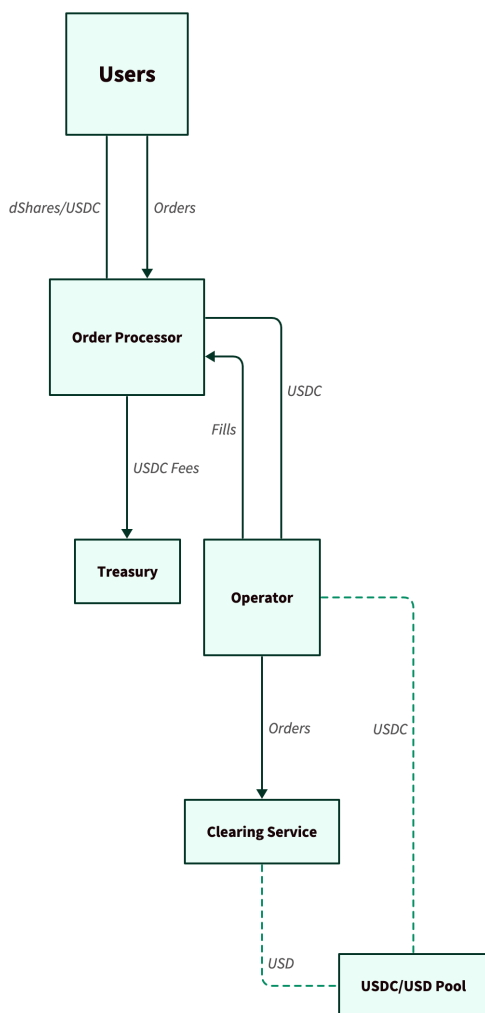 Users
dShares/USDC
Orders
Order Processor
USDC
Fills
USDC Fees
Treasury
Operator
Orders
USDC
Clearing Service
USD
USDC/USD Pool